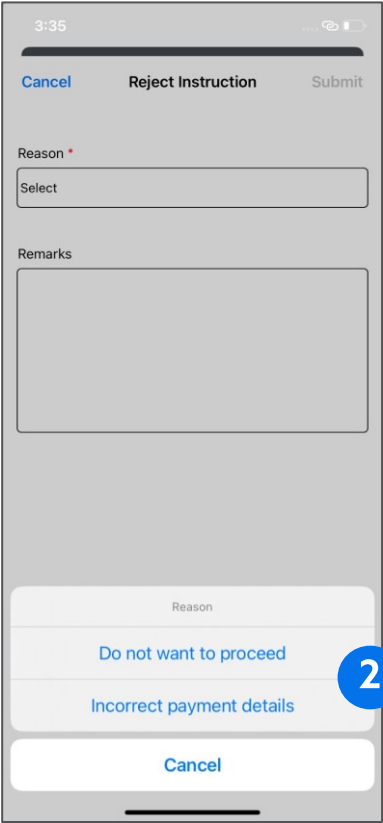 3:35
Cancel Reject Instruction Submit
Reason *
Select
Remarks
Reason
Do not want to proceed
2
Incorrect payment details
Cancel